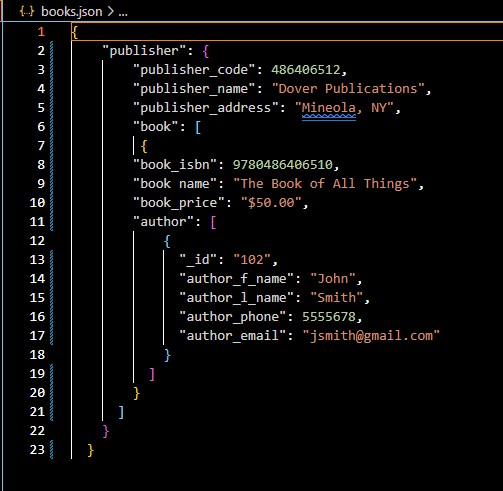 {..} books.json > ...
1 {
2 "publisher": {
3 "publisher_code": 486406512,
4 "publisher_name": "Dover Publications",
5 "publisher_address": "Mineola, NY",
6 "book": [
7 {
8 "book_isbn": 9780486406510,
9 "book name": "The Book of All Things",
10 "book_price": "$50.00",
11 "author": [
12 {
13 "_id": "102",
14 "author_f_name": "John",
15 "author_l_name": "Smith",
16 "author_phone": 5555678,
17 "author_email": "jsmith@gmail.com"
18 }
19 ]
20 }
21 ]
22 }
23 }